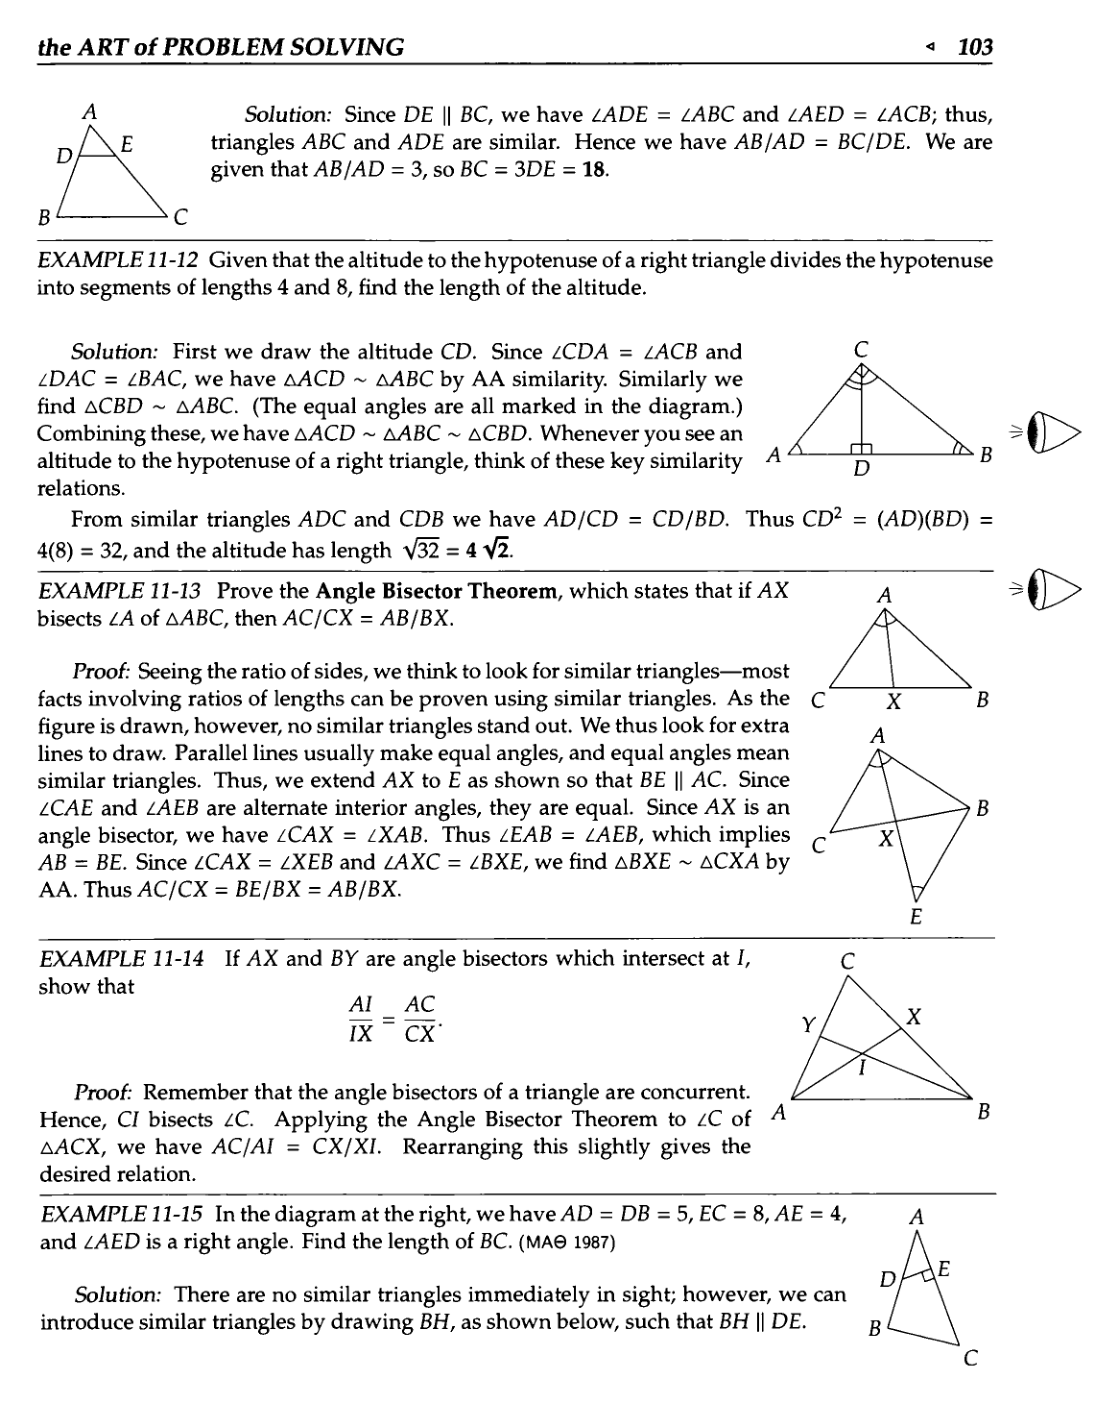 the ART of PROBLEM SOLVING ◃ 103
A
D E
B C
Solution: Since DE ∥ BC, we have ∠ADE = ∠ABC and ∠AED = ∠ACB; thus,
triangles ABC and ADE are similar. Hence we have AB/AD = BC/DE. We are
given that AB/AD = 3, so BC = 3DE = 18.
EXAMPLE 11-12 Given that the altitude to the hypotenuse of a right triangle divides the hypotenuse
into segments of lengths 4 and 8, find the length of the altitude.
Solution: First we draw the altitude CD. Since ∠CDA = ∠ACB and
∠DAC = ∠BAC, we have △ACD ~ △ABC by AA similarity. Similarly we
find △CBD ~ △ABC. (The equal angles are all marked in the diagram.)
Combining these, we have △ACD ~ △ABC ~ △CBD. Whenever you see an
altitude to the hypotenuse of a right triangle, think of these key similarity
relations.
C
A D B
From similar triangles ADC and CDB we have AD/CD = CD/BD. Thus CD² = (AD)(BD) =
4(8) = 32, and the altitude has length √32 = 4 √2.
EXAMPLE 11-13 Prove the Angle Bisector Theorem, which states that if AX
bisects ∠A of △ABC, then AC/CX = AB/BX.
Proof: Seeing the ratio of sides, we think to look for similar triangles—most
facts involving ratios of lengths can be proven using similar triangles. As the
figure is drawn, however, no similar triangles stand out. We thus look for extra
lines to draw. Parallel lines usually make equal angles, and equal angles mean
similar triangles. Thus, we extend AX to E as shown so that BE ∥ AC. Since
∠CAE and ∠AEB are alternate interior angles, they are equal. Since AX is an
angle bisector, we have ∠CAX = ∠XAB. Thus ∠EAB = ∠AEB, which implies
AB = BE. Since ∠CAX = ∠XEB and ∠AXC = ∠BXE, we find △BXE ~ △CXA by
AA. Thus AC/CX = BE/BX = AB/BX.
A
C X B
A
B
C X
E
EXAMPLE 11-14 If AX and BY are angle bisectors which intersect at I,
show that
AI/IX = AC/CX.
Proof: Remember that the angle bisectors of a triangle are concurrent.
Hence, CI bisects ∠C. Applying the Angle Bisector Theorem to ∠C of
△ACX, we have AC/AI = CX/XI. Rearranging this slightly gives the
desired relation.
C
Y X
I
A B
EXAMPLE 11-15 In the diagram at the right, we have AD = DB = 5, EC = 8, AE = 4,
and ∠AED is a right angle. Find the length of BC. (MAΘ 1987)
Solution: There are no similar triangles immediately in sight; however, we can
introduce similar triangles by drawing BH, as shown below, such that BH ∥ DE.
A
D E
B
C